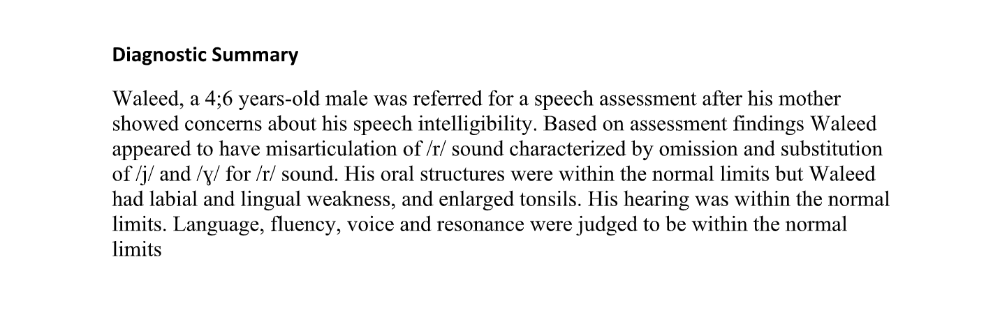 Diagnostic Summary
Waleed, a 4;6 years-old male was referred for a speech assessment after his mother
showed concerns about his speech intelligibility. Based on assessment findings Waleed
appeared to have misarticulation of /r/ sound characterized by omission and substitution
of /j/ and /ɣ/ for /r/ sound. His oral structures were within the normal limits but Waleed
had labial and lingual weakness, and enlarged tonsils. His hearing was within the normal
limits. Language, fluency, voice and resonance were judged to be within the normal
limits